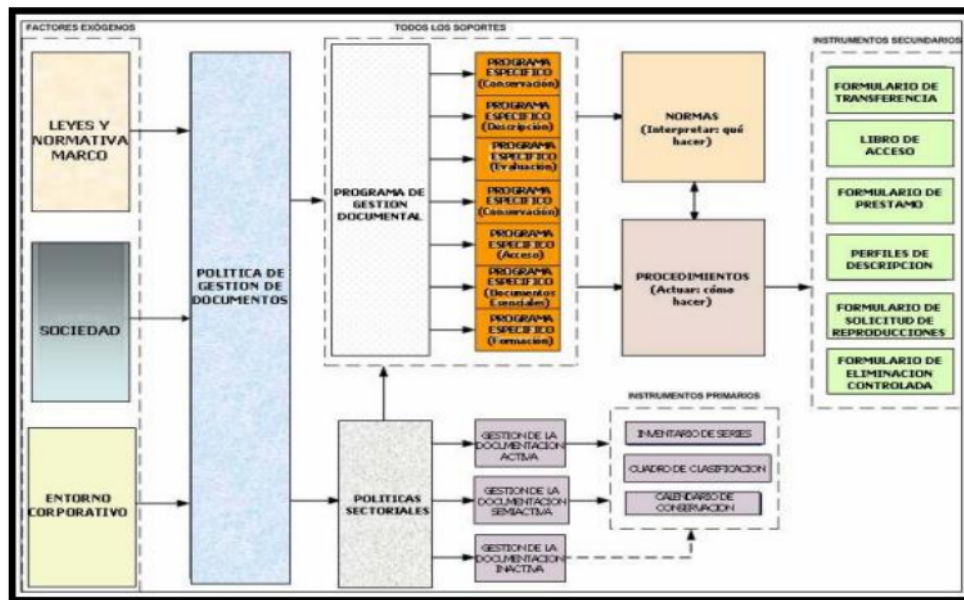 FACTORES EXÓGENOS
LEYES Y
NORMATIVA
MARCO
SOCIEDAD
ENTORNO
CORPORATIVO
POLITICA DE
GESTION DE
DOCUMENTOS
TODOS LOS SOPORTES
PROGRAMA DE
GESTION
DOCUMENTAL
PROGRAMA
ESPECIFICO
(Conservación)
PROGRAMA
ESPECIFICO
(Descripción)
PROGRAMA
ESPECIFICO
(Evaluación)
PROGRAMA
ESPECIFICO
(Conservación)
PROGRAMA
ESPECIFICO
(Acceso)
PROGRAMA
ESPECIFICO
(Documentos
Esenciales)
PROGRAMA
ESPECIFICO
(Formación)
POLITICAS
SECTORIALES
GESTION DE LA
DOCUMENTACION
ACTIVA
GESTION DE LA
DOCUMENTACION
SEMIACTIVA
GESTION DE LA
DOCUMENTACION
INACTIVA
NORMAS
(Interpretar: qué
hacer)
PROCEDIMIENTOS
(Actuar: cómo
hacer)
INSTRUMENTOS PRIMARIOS
INVENTARIO DE SERIES
CUADRO DE CLASIFICACION
CALENDARIO DE
CONSERVACION
INSTRUMENTOS SECUNDARIOS
FORMULARIO DE
TRANSFERENCIA
LIBRO DE
ACCESO
FORMULARIO DE
PRESTAMO
PERFILES DE
DESCRIPCION
FORMULARIO DE
SOLICITUD DE
REPRODUCCIONES
FORMULARIO DE
ELIMINACION
CONTROLADA